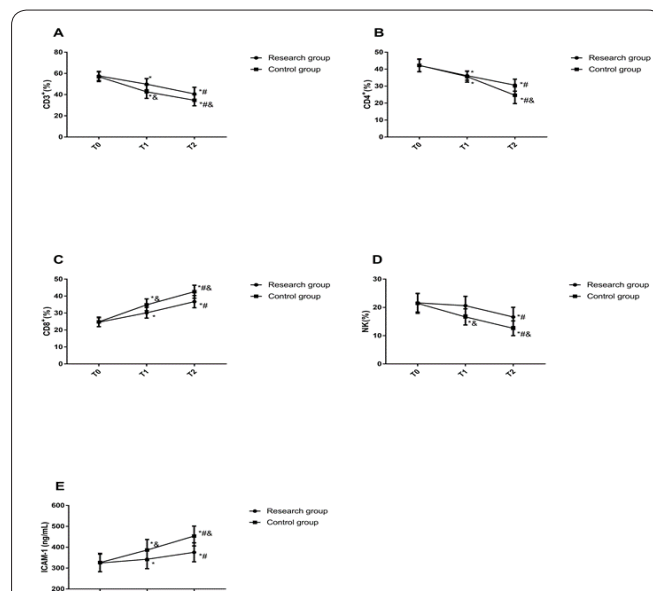 A
Research group
Control group
CD3+(%)
80
60
40
20
0
*
*&
*#
*#&
T0
T1
T2
B
Research group
Control group
CD4+(%)
50
40
30
20
10
0
*
*
*#
*#&
T0
T1
T2
C
Research group
Control group
CD8+(%)
50
40
30
20
10
0
*&
*
*#&
*#
T0
T1
T2
D
Research group
Control group
NK(%)
30
20
10
0
*&
*#
*#&
T0
T1
T2
E
Research group
Control group
ICAM-1 (ng/mL)
600
500
400
300
200
*&
*
*#&
*#